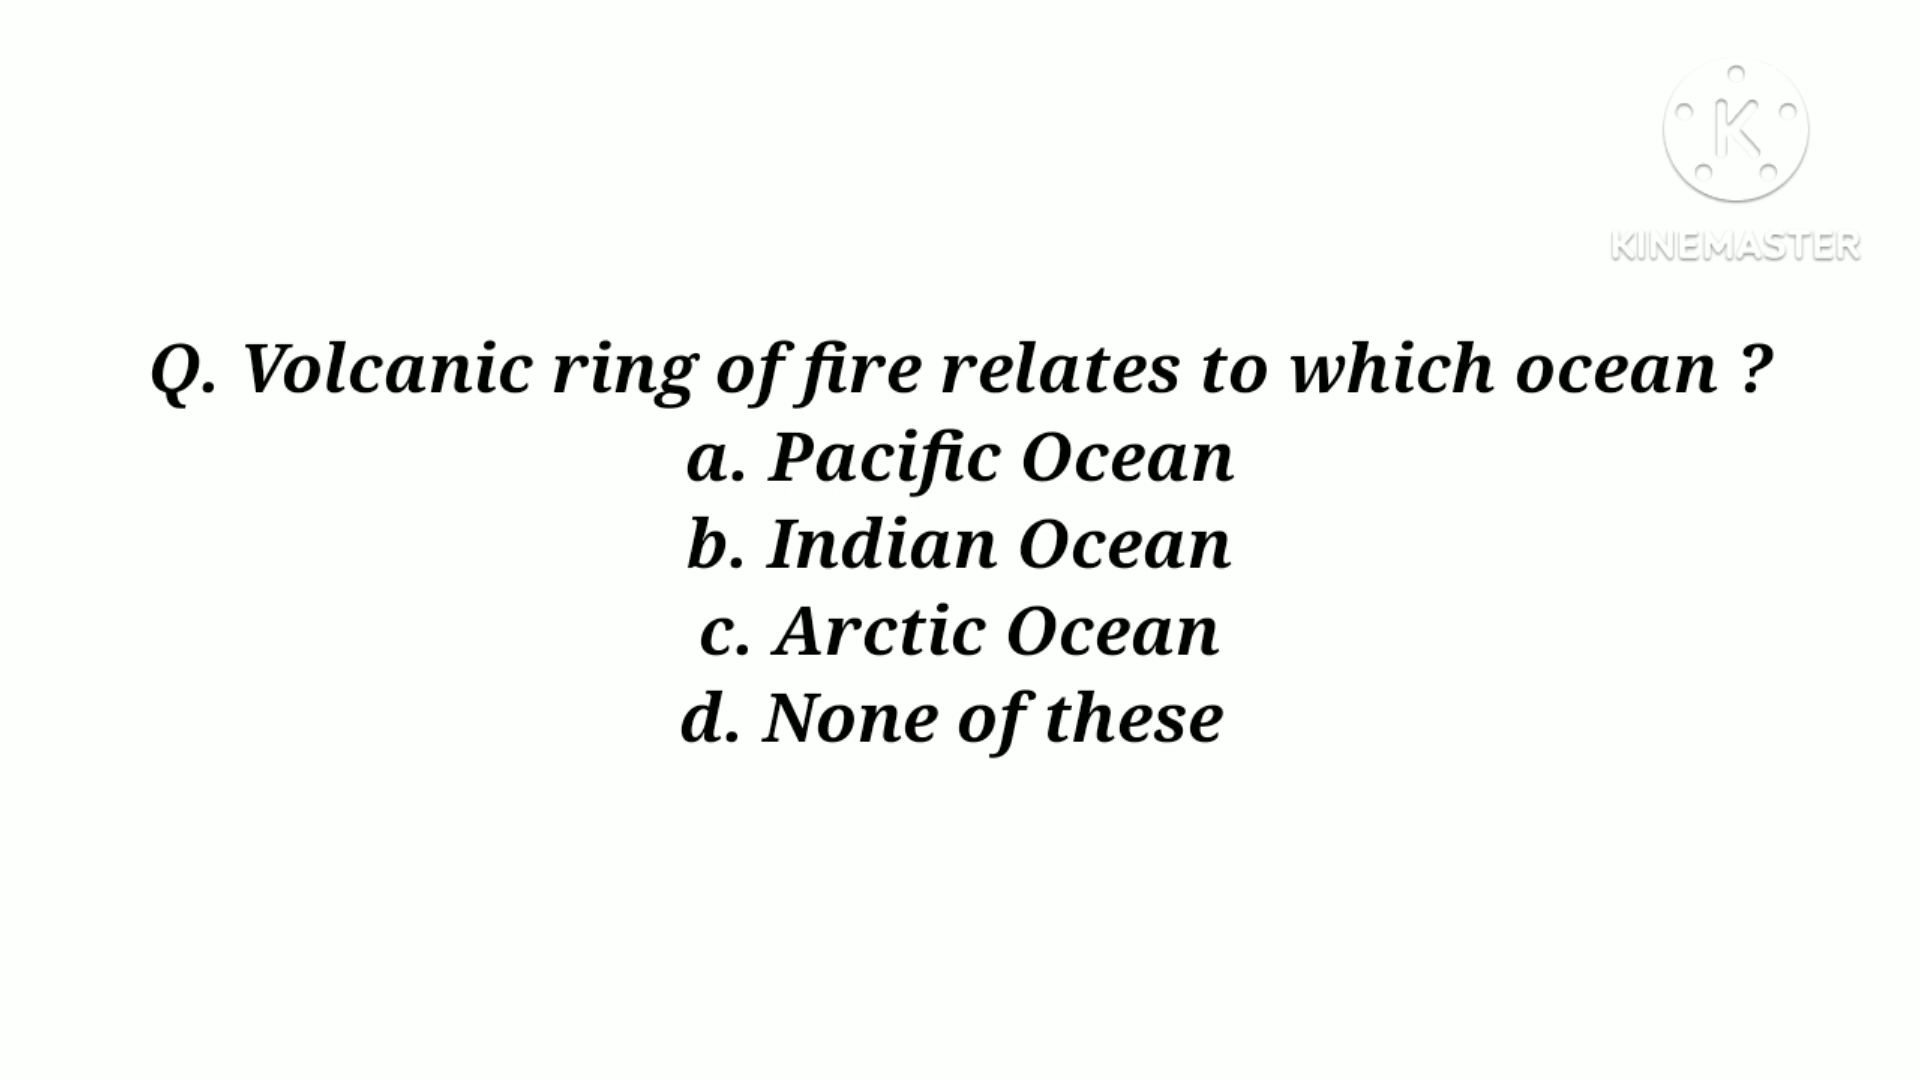 K
KINEMASTER
Q. Volcanic ring of fire relates to which ocean ?
a. Pacific Ocean
b. Indian Ocean
c. Arctic Ocean
d. None of these